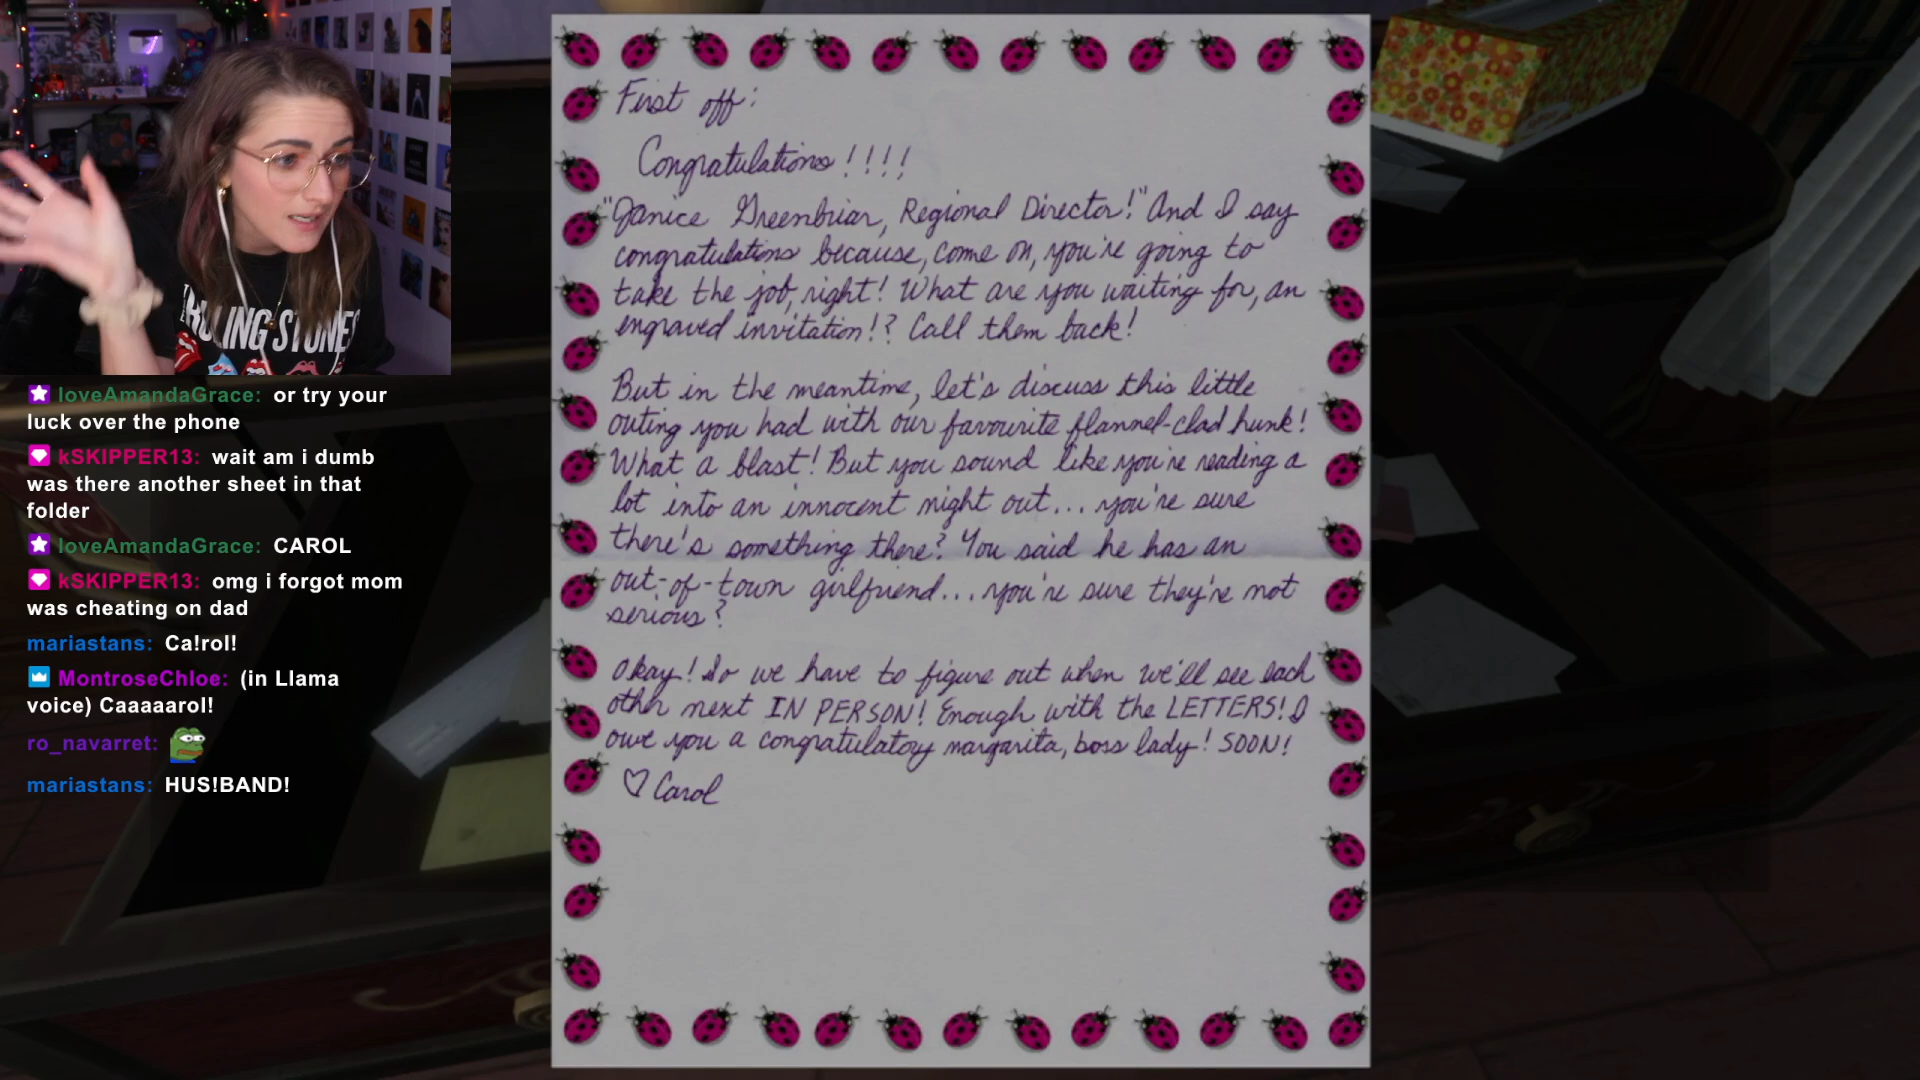 THE
ROLLING STONES
loveAmandaGrace: or try your
luck over the phone
kSKIPPER13: wait am i dumb
was there another sheet in that
folder
loveAmandaGrace: CAROL
kSKIPPER13: omg i forgot mom
was cheating on dad
mariastans: Ca!rol!
MontroseChloe: (in Llama
voice) Caaaaarol!
ro_navarret:
mariastans: HUS!BAND!
First off:
Congratulations!!!!
"Janice Greenbriar, Regional Director!" And I say
congratulations because, come on, you're going to
take the job, right! What are you waiting for, an
engraved invitation!? Call them back!
But in the meantime, let's discuss this little
outing you had with our favourite flannel-clad hunk!
What a blast! But you sound like you're reading a
lot into an innocent night out... you're sure
there's something there? You said he has an
out-of-town girlfriend... you're sure they're not
serious?
Okay! So we have to figure out when we'll see each
other next IN PERSON! Enough with the LETTERS! I
owe you a congratulatory margarita, boss lady! SOON!
♡ Carol